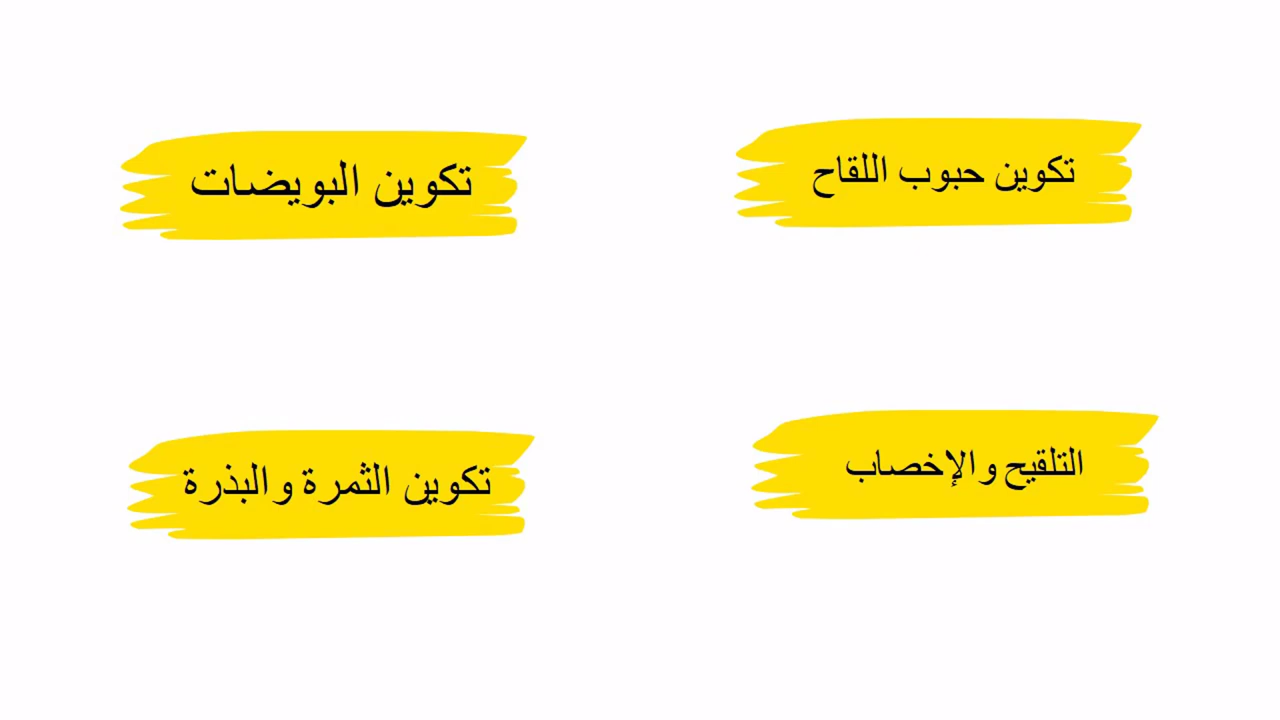 تكوين حبوب اللقاح
تكوين البويضات
التلقيح والإخصاب
تكوين الثمرة والبذرة